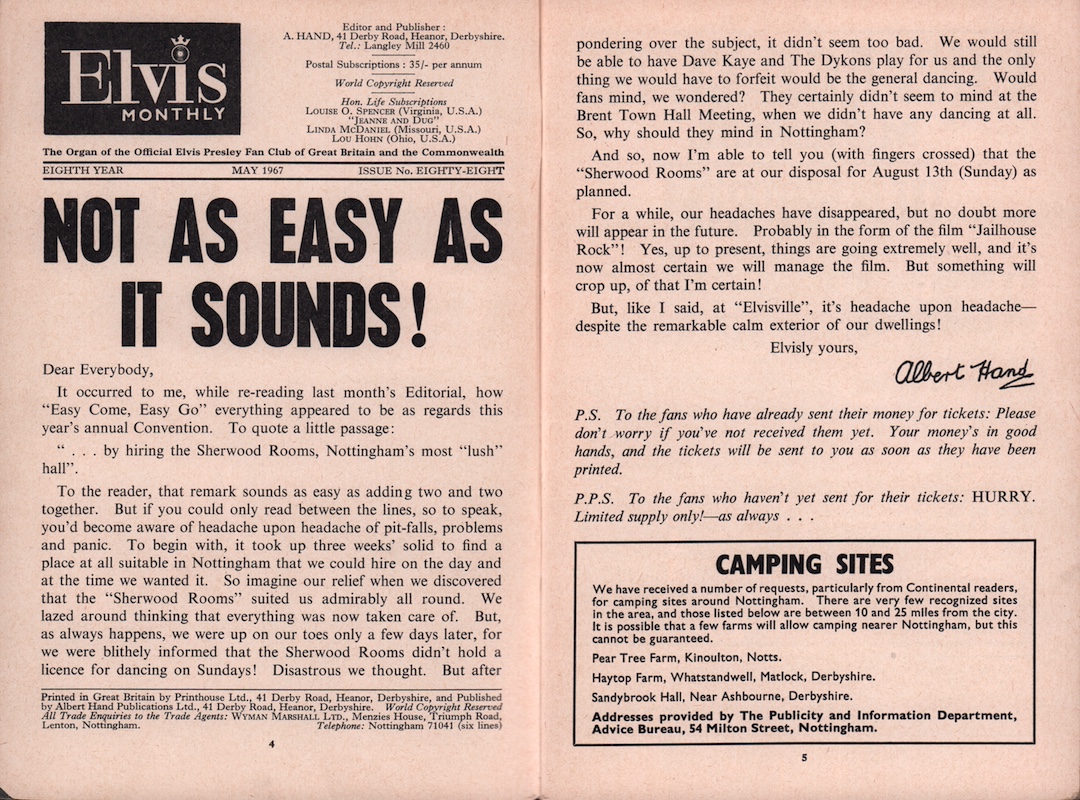 Elvis
MONTHLY
Editor and Publisher :
A. HAND, 41 Derby Road, Heanor, Derbyshire.
Tel.: Langley Mill 2460
Postal Subscriptions : 35/- per annum
World Copyright Reserved
Hon. Life Subscriptions
LOUISE O. SPENCER (Virginia, U.S.A.)
"JEANNE AND DUG"
LINDA MCDANIEL (Missouri, U.S.A.)
LOU HOHN (Ohio, U.S.A.)
The Organ of the Official Elvis Presley Fan Club of Great Britain and the Commonwealth
EIGHTH YEAR MAY 1967 ISSUE No. EIGHTY-EIGHT
NOT AS EASY AS
IT SOUNDS!
Dear Everybody,
It occurred to me, while re-reading last month's Editorial, how
"Easy Come, Easy Go" everything appeared to be as regards this
year's annual Convention. To quote a little passage:
" . . . by hiring the Sherwood Rooms, Nottingham's most "lush"
hall".
To the reader, that remark sounds as easy as adding two and two
together. But if you could only read between the lines, so to speak,
you'd become aware of headache upon headache of pit-falls, problems
and panic. To begin with, it took up three weeks' solid to find a
place at all suitable in Nottingham that we could hire on the day and
at the time we wanted it. So imagine our relief when we discovered
that the "Sherwood Rooms" suited us admirably all round. We
lazed around thinking that everything was now taken care of. But,
as always happens, we were up on our toes only a few days later, for
we were blithely informed that the Sherwood Rooms didn't hold a
licence for dancing on Sundays! Disastrous we thought. But after
Printed in Great Britain by Printhouse Ltd., 41 Derby Road, Heanor, Derbyshire, and Published
by Albert Hand Publications Ltd., 41 Derby Road, Heanor, Derbyshire. World Copyright Reserved
All Trade Enquiries to the Trade Agents: WYMAN MARSHALL LTD., Menzies House, Triumph Road,
Lenton, Nottingham. Telephone: Nottingham 71041 (six lines)
4
pondering over the subject, it didn't seem too bad. We would still
be able to have Dave Kaye and The Dykons play for us and the only
thing we would have to forfeit would be the general dancing. Would
fans mind, we wondered? They certainly didn't seem to mind at the
Brent Town Hall Meeting, when we didn't have any dancing at all.
So, why should they mind in Nottingham?
And so, now I'm able to tell you (with fingers crossed) that the
"Sherwood Rooms" are at our disposal for August 13th (Sunday) as
planned.
For a while, our headaches have disappeared, but no doubt more
will appear in the future. Probably in the form of the film "Jailhouse
Rock"! Yes, up to present, things are going extremely well, and it's
now almost certain we will manage the film. But something will
crop up, of that I'm certain!
But, like I said, at "Elvisville", it's headache upon headache—
despite the remarkable calm exterior of our dwellings!
Elvisly yours,
Albert Hand
P.S. To the fans who have already sent their money for tickets: Please
don't worry if you've not received them yet. Your money's in good
hands, and the tickets will be sent to you as soon as they have been
printed.
P.P.S. To the fans who haven't yet sent for their tickets: HURRY.
Limited supply only!—as always . . .
CAMPING SITES
We have received a number of requests, particularly from Continental readers,
for camping sites around Nottingham. There are very few recognized sites
in the area, and those listed below are between 10 and 25 miles from the city.
It is possible that a few farms will allow camping nearer Nottingham, but this
cannot be guaranteed.
Pear Tree Farm, Kinoulton, Notts.
Haytop Farm, Whatstandwell, Matlock, Derbyshire.
Sandybrook Hall, Near Ashbourne, Derbyshire.
Addresses provided by The Publicity and Information Department,
Advice Bureau, 54 Milton Street, Nottingham.
5